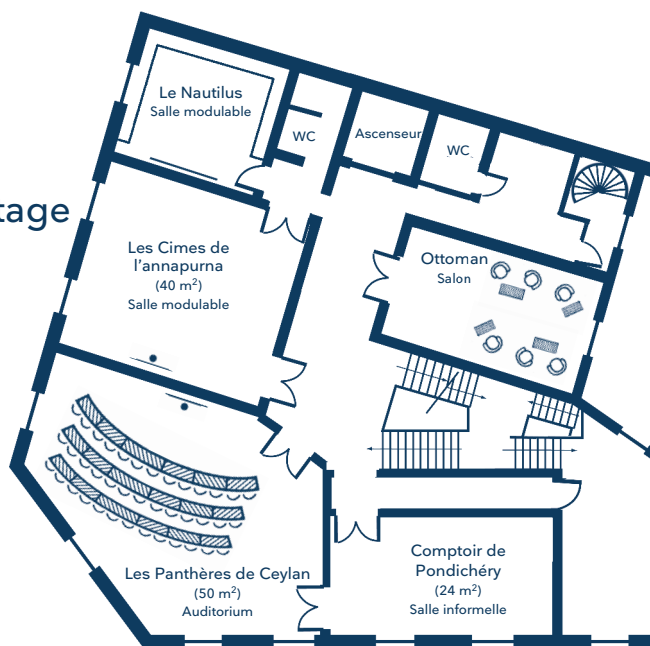 Le Nautilus
Salle modulable
WC
Ascenseur
WC
tage
Les Cimes de
l'annapurna
(40 m²)
Salle modulable
Ottoman
Salon
Les Panthères de Ceylan
(50 m²)
Auditorium
Comptoir de
Pondichéry
(24 m²)
Salle informelle